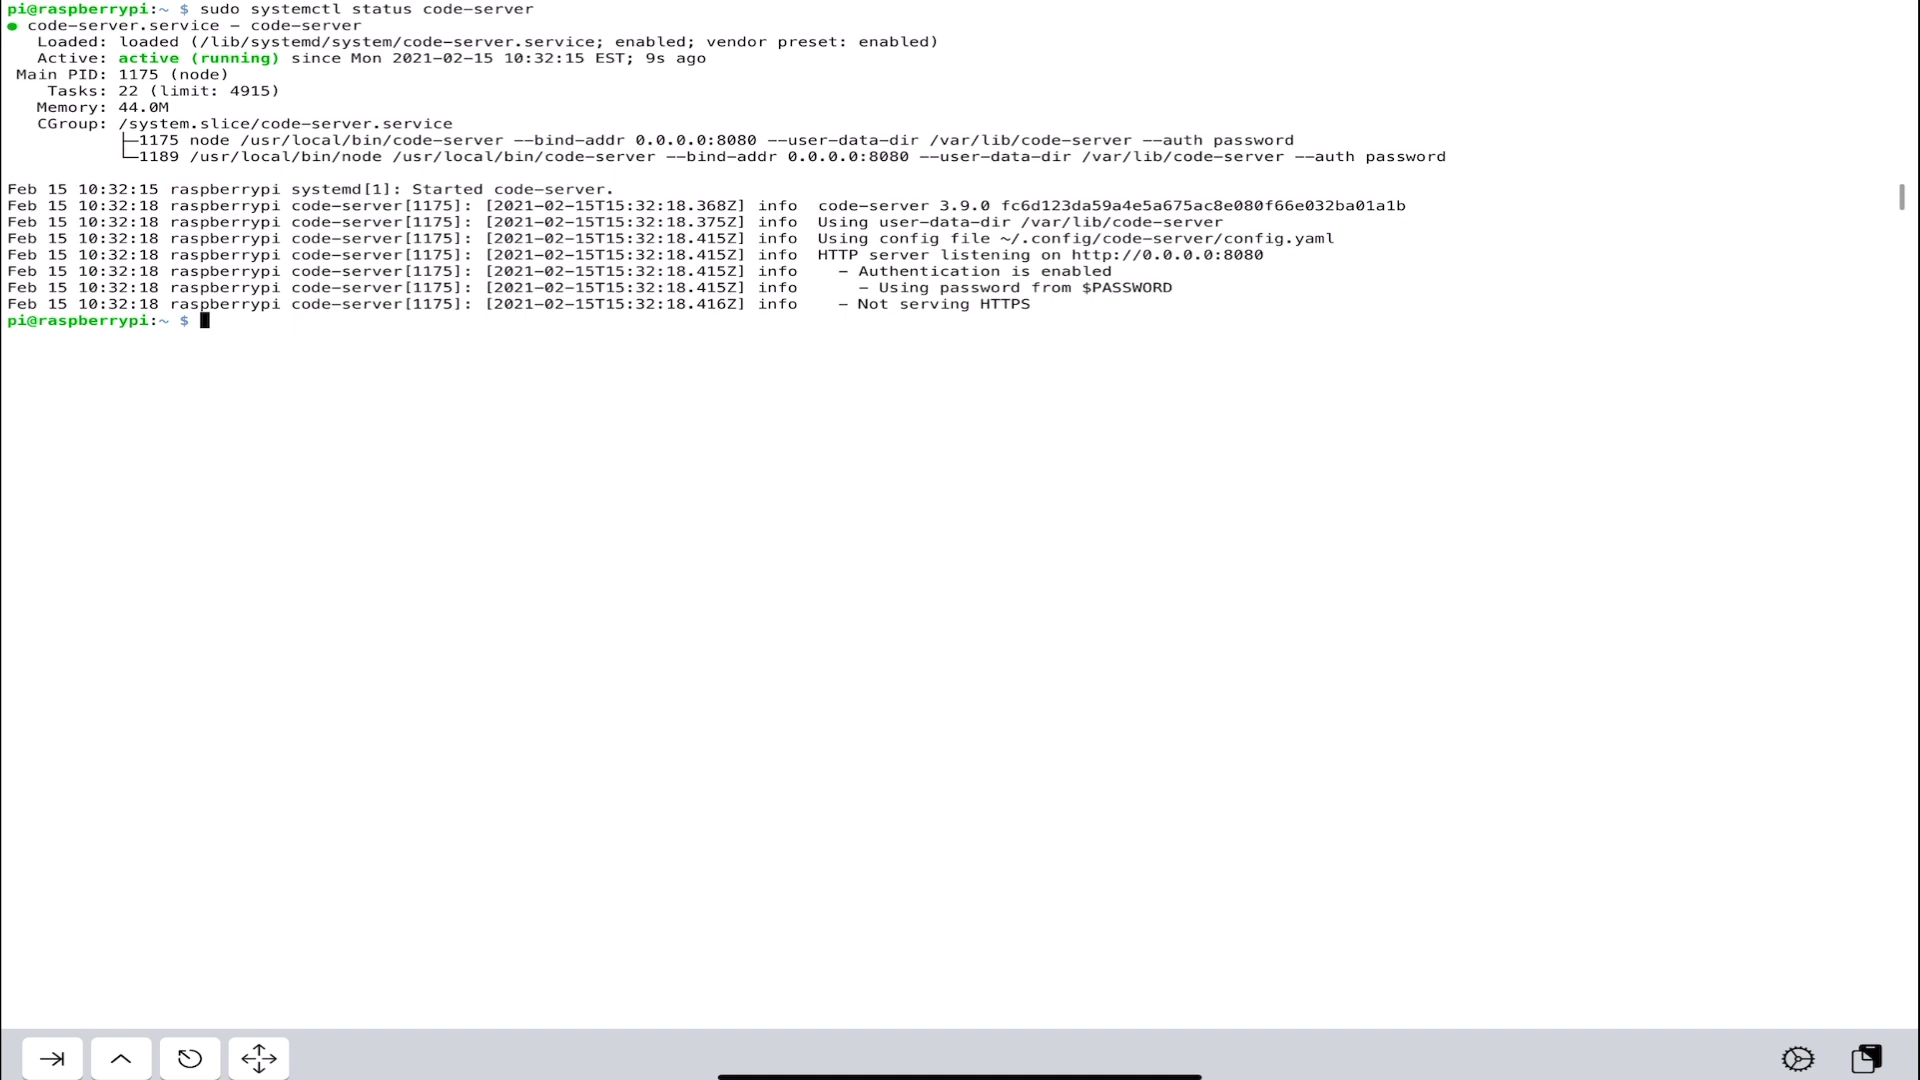 pi@raspberrypi:~ $ sudo systemctl status code-server
● code-server.service - code-server
Loaded: loaded (/lib/systemd/system/code-server.service; enabled; vendor preset: enabled)
Active: active (running) since Mon 2021-02-15 10:32:15 EST; 9s ago
Main PID: 1175 (node)
Tasks: 22 (limit: 4915)
Memory: 44.0M
CGroup: /system.slice/code-server.service
├─1175 node /usr/local/bin/code-server --bind-addr 0.0.0.0:8080 --user-data-dir /var/lib/code-server --auth password
└─1189 /usr/local/bin/node /usr/local/bin/code-server --bind-addr 0.0.0.0:8080 --user-data-dir /var/lib/code-server --auth password
Feb 15 10:32:15 raspberrypi systemd[1]: Started code-server.
Feb 15 10:32:18 raspberrypi code-server[1175]: [2021-02-15T15:32:18.368Z] info  code-server 3.9.0 fc6d123da59a4e5a675ac8e080f66e032ba01a1b
Feb 15 10:32:18 raspberrypi code-server[1175]: [2021-02-15T15:32:18.375Z] info  Using user-data-dir /var/lib/code-server
Feb 15 10:32:18 raspberrypi code-server[1175]: [2021-02-15T15:32:18.415Z] info  Using config file ~/.config/code-server/config.yaml
Feb 15 10:32:18 raspberrypi code-server[1175]: [2021-02-15T15:32:18.415Z] info  HTTP server listening on http://0.0.0.0:8080
Feb 15 10:32:18 raspberrypi code-server[1175]: [2021-02-15T15:32:18.415Z] info    - Authentication is enabled
Feb 15 10:32:18 raspberrypi code-server[1175]: [2021-02-15T15:32:18.415Z] info      - Using password from $PASSWORD
Feb 15 10:32:18 raspberrypi code-server[1175]: [2021-02-15T15:32:18.416Z] info    - Not serving HTTPS
pi@raspberrypi:~ $